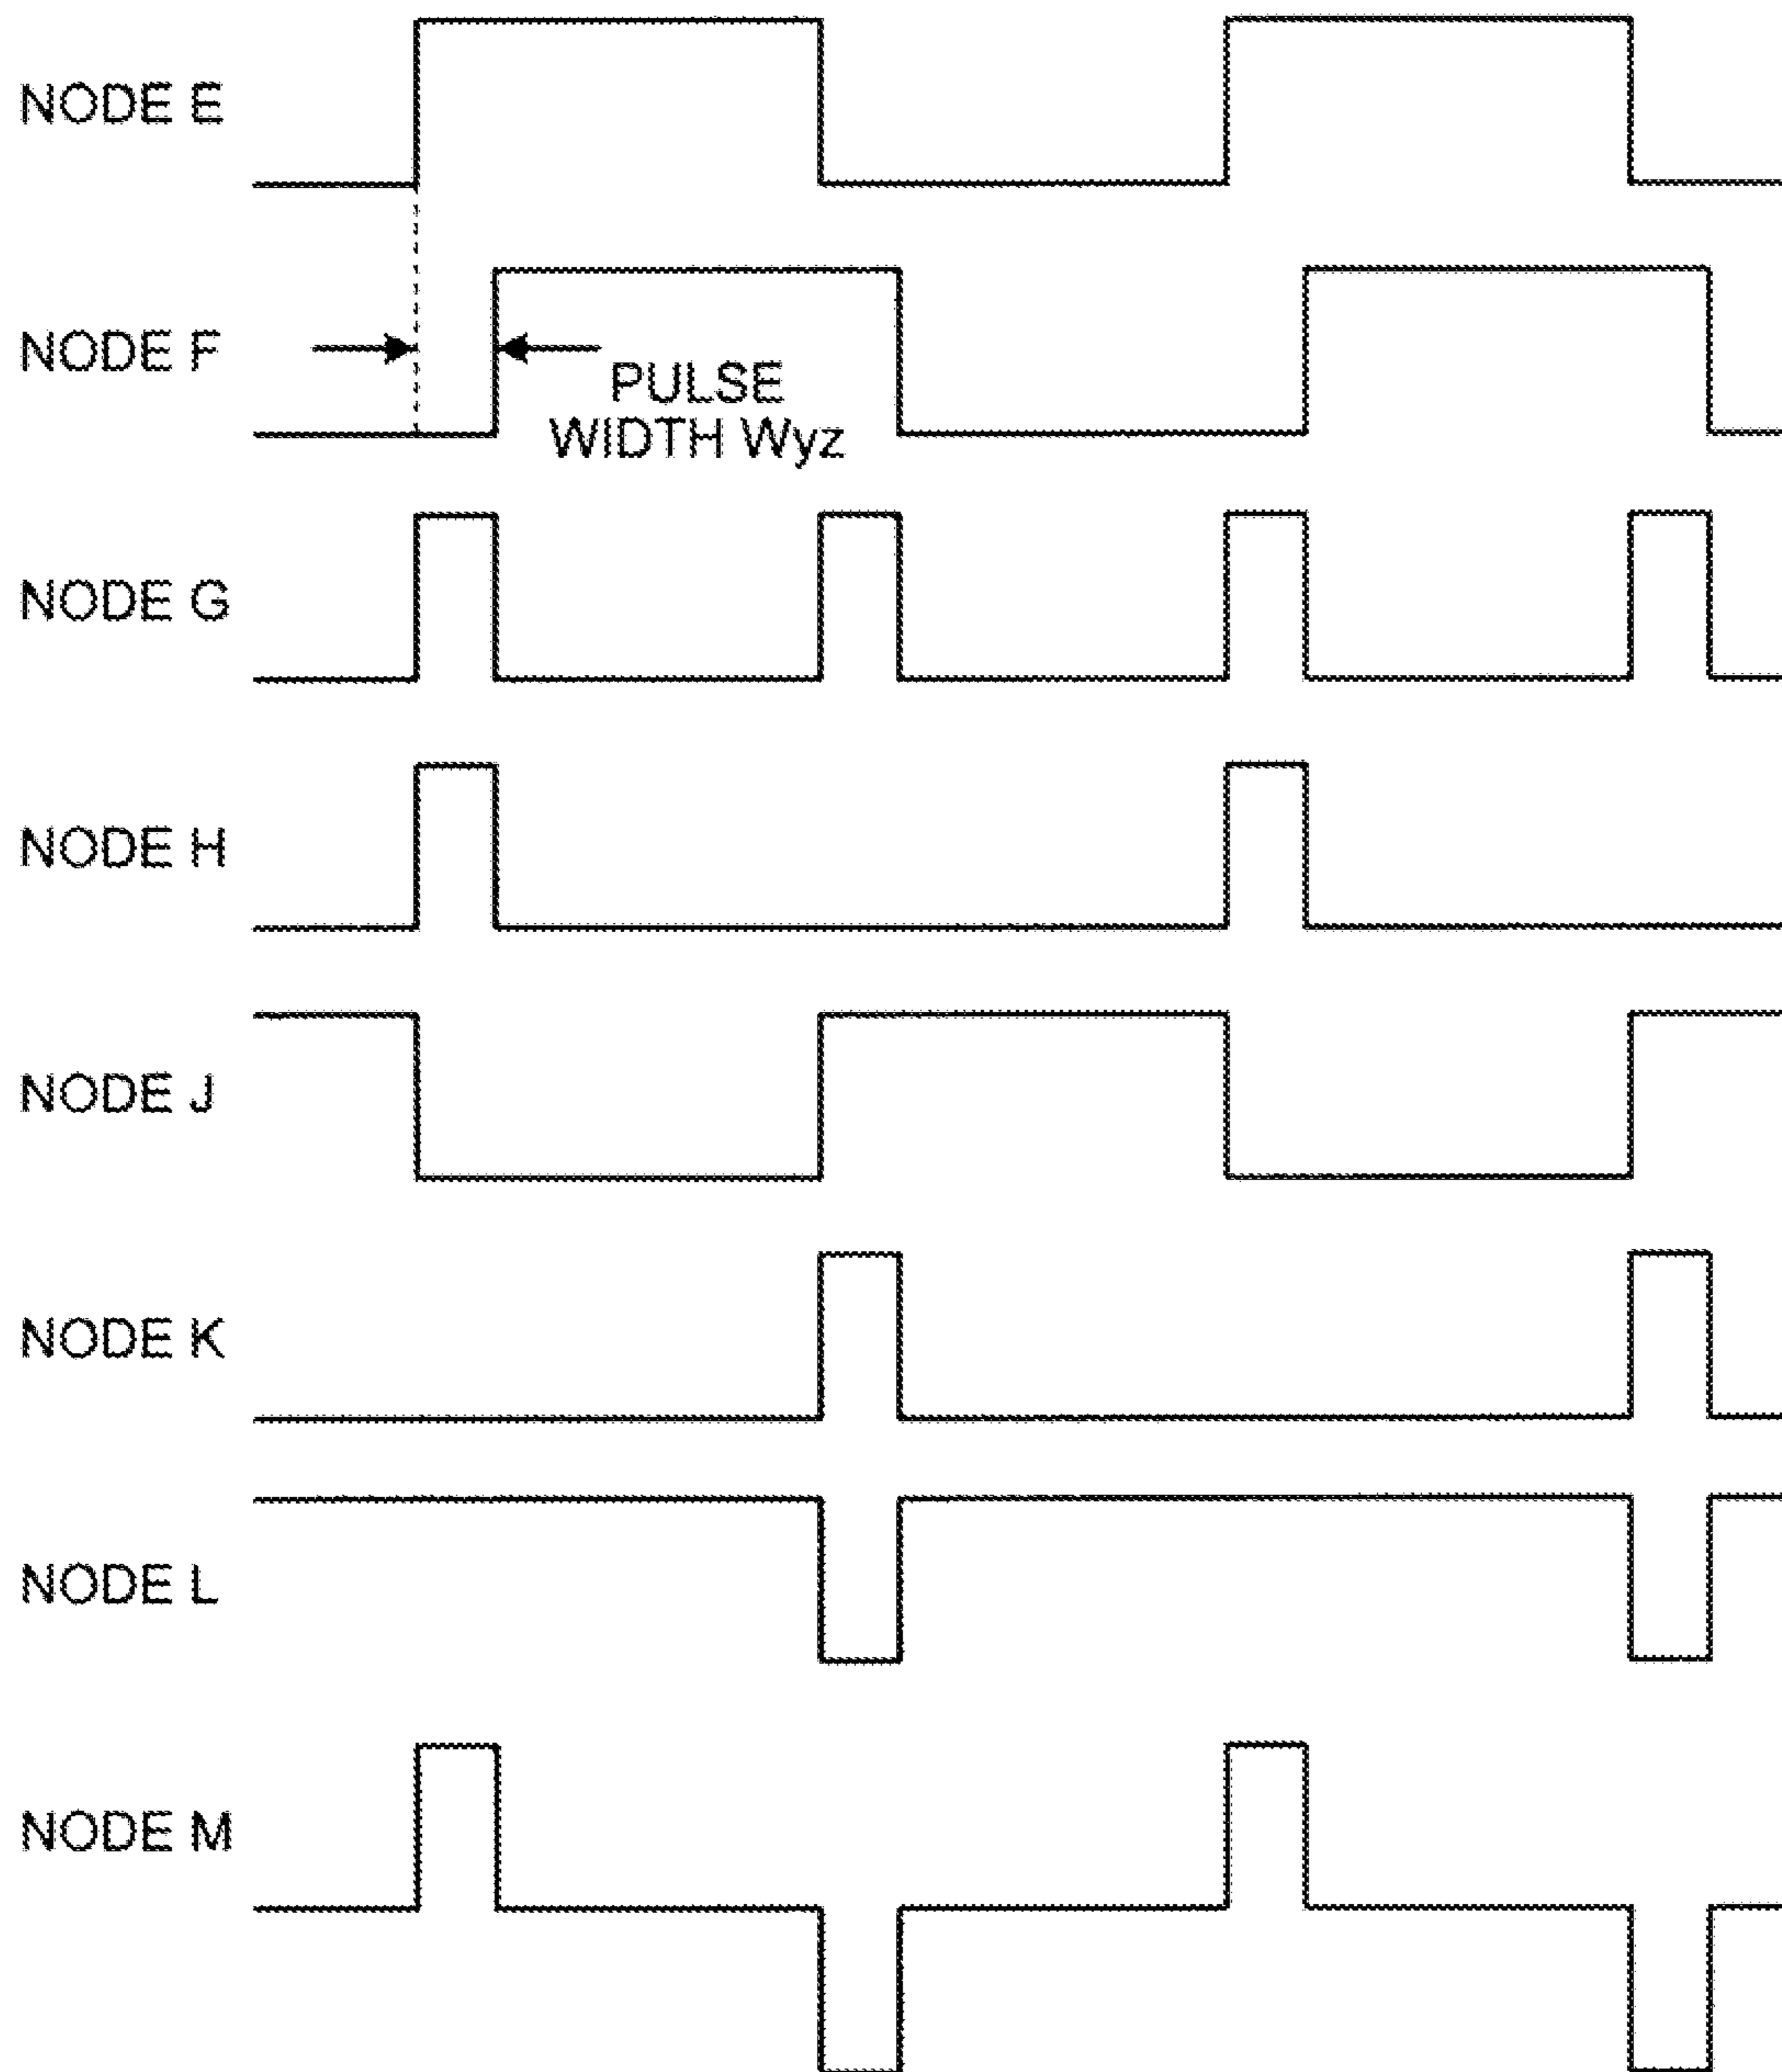 NODE E
NODE F
PULSE
WIDTH Wyz
NODE G
NODE H
NODE J
NODE K
NODE L
NODE M